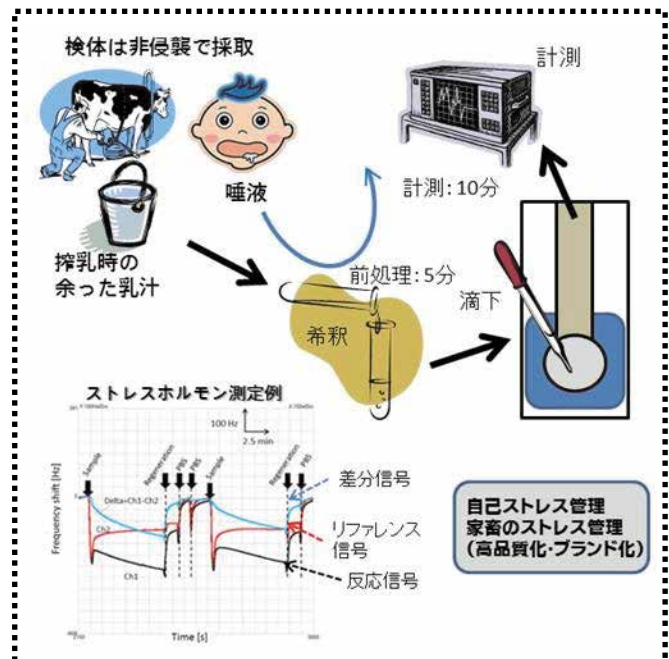 検体は非侵襲で採取
唾液
搾乳時の
余った乳汁
計測
計測：10分
前処理：5分
希釈
滴下
ストレスホルモン測定例
100 Hz
2.5 min
Frequency shift [Hz]
Sample
Regeneration
PBS
PBS
Sample
Regeneration
PBS
Delta=Ch1-Ch2
Ch2
Ch1
Time [s]
差分信号
リファレンス
信号
反応信号
自己ストレス管理
家畜のストレス管理
(高品質化・ブランド化)